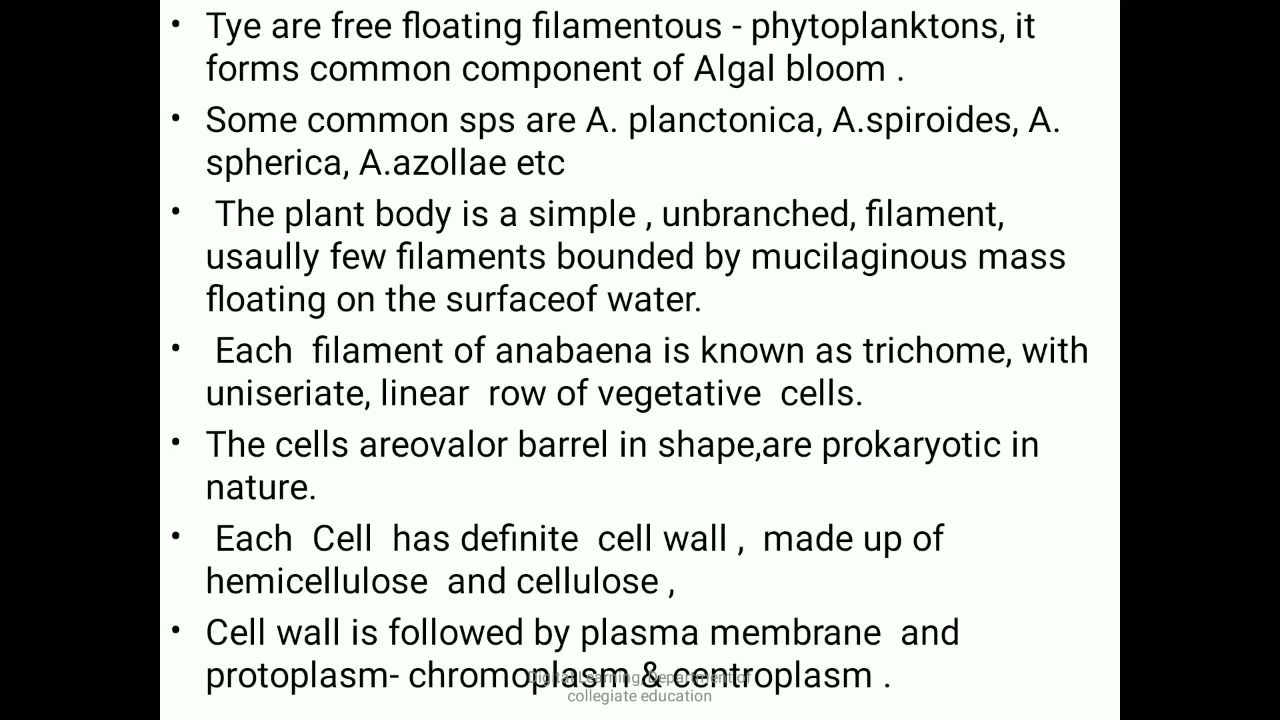 • Tye are free floating filamentous - phytoplanktons, it
forms common component of Algal bloom .
• Some common sps are A. planctonica, A.spiroides, A.
spherica, A.azollae etc
• The plant body is a simple , unbranched, filament,
usaully few filaments bounded by mucilaginous mass
floating on the surfaceof water.
• Each filament of anabaena is known as trichome, with
uniseriate, linear row of vegetative cells.
• The cells areovalor barrel in shape,are prokaryotic in
nature.
• Each Cell has definite cell wall , made up of
hemicellulose and cellulose ,
• Cell wall is followed by plasma membrane and
protoplasm- chromoplasm & centroplasm .
Digital Learning, Department of
collegiate education